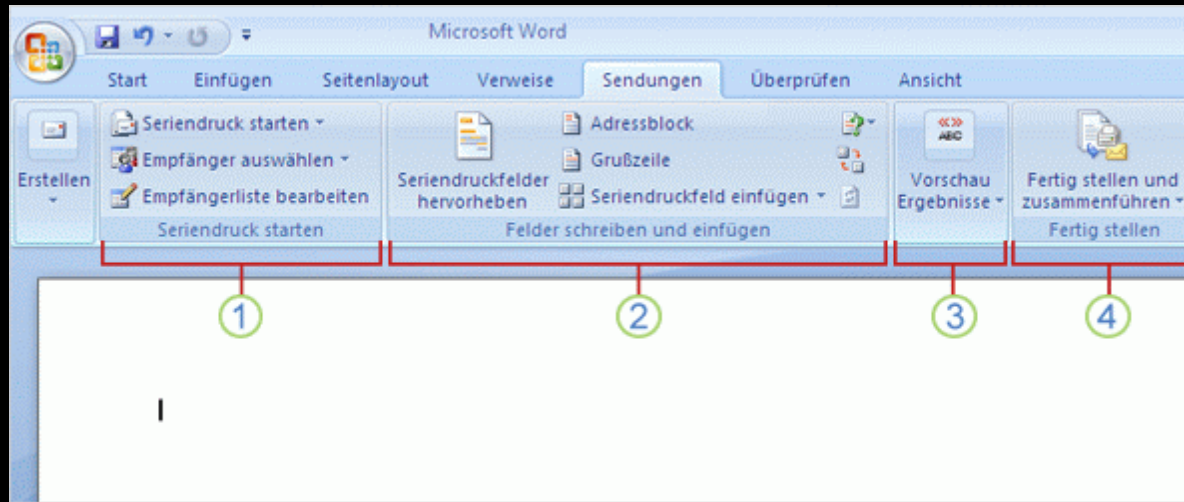 Microsoft Word
Start Einfügen Seitenlayout Verweise Sendungen Überprüfen Ansicht
Erstellen
Seriendruck starten
Empfänger auswählen
Empfängerliste bearbeiten
Seriendruck starten
Seriendruckfelder
hervorheben
Adressblock
Grußzeile
Seriendruckfeld einfügen
Felder schreiben und einfügen
«»
ABC
Vorschau
Ergebnisse
Fertig stellen und
zusammenführen
Fertig stellen
1 2 3 4